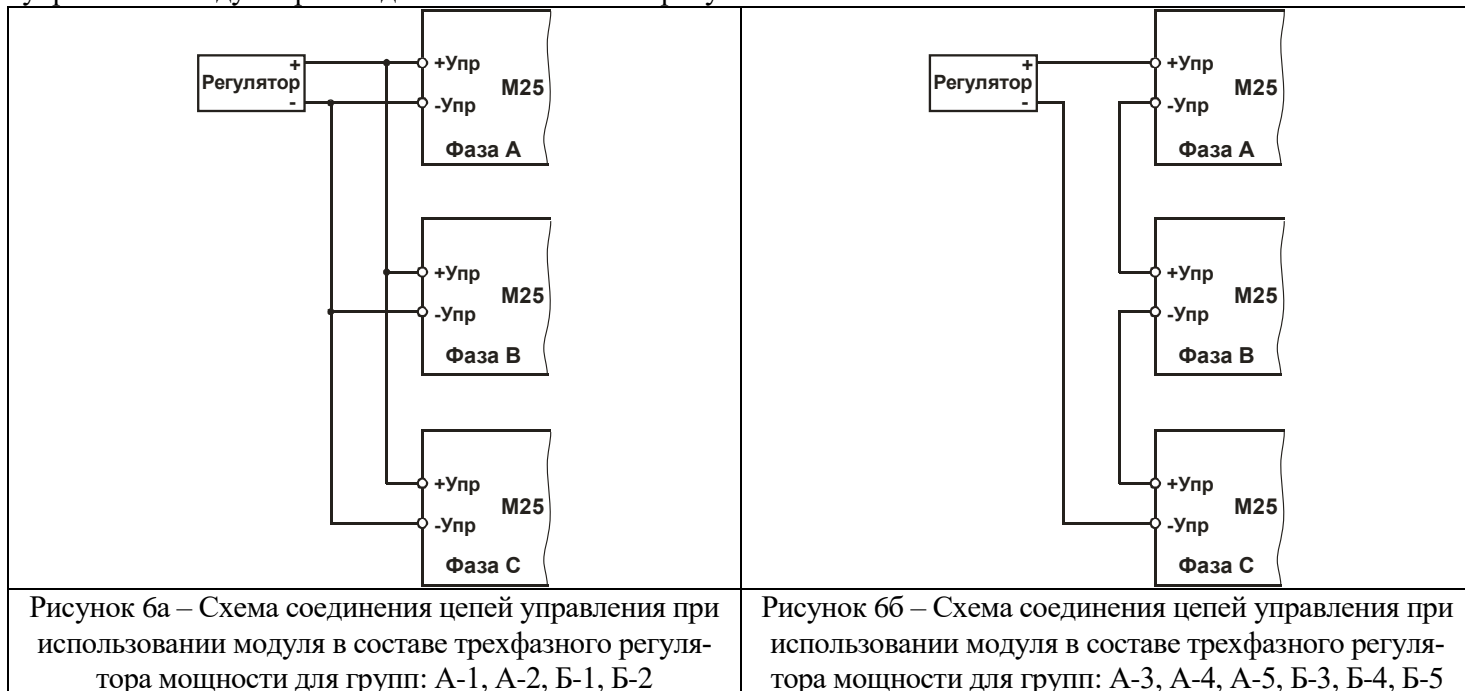 +
Регулятор
-
+Упр
М25
-Упр
Фаза А
+Упр
М25
-Упр
Фаза В
+Упр
М25
-Упр
Фаза С
Рисунок 6а – Схема соединения цепей управления при
использовании модуля в составе трехфазного регуля-
тора мощности для групп: А-1, А-2, Б-1, Б-2
+
Регулятор
-
+Упр
М25
-Упр
Фаза А
+Упр
М25
-Упр
Фаза В
+Упр
М25
-Упр
Фаза С
Рисунок 6б – Схема соединения цепей управления при
использовании модуля в составе трехфазного регуля-
тора мощности для групп: А-3, А-4, А-5, Б-3, Б-4, Б-5